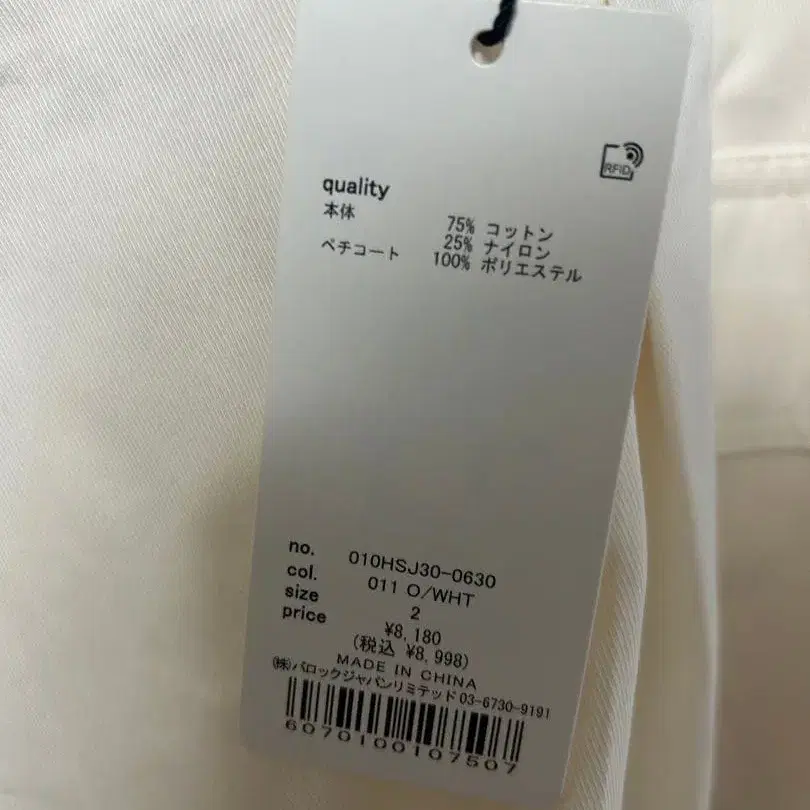 RFID
quality
本体 75% コットン
25% ナイロン
ペチコート 100% ポリエステル
no. 010HSJ30-0630
col. 011 O/WHT
size 2
price ¥8,180
(税込 ¥8,998)
MADE IN CHINA
㈱バロックジャパンリミテッド 03-6730-9191
6070100107507